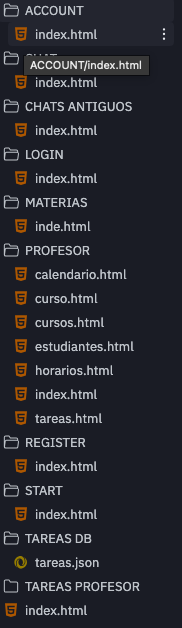 ACCOUNT
index.html
ACCOUNT/index.html
index.html
CHATS ANTIGUOS
index.html
LOGIN
index.html
MATERIAS
inde.html
PROFESOR
calendario.html
curso.html
cursos.html
estudiantes.html
horarios.html
index.html
tareas.html
REGISTER
index.html
START
index.html
TAREAS DB
tareas.json
TAREAS PROFESOR
index.html